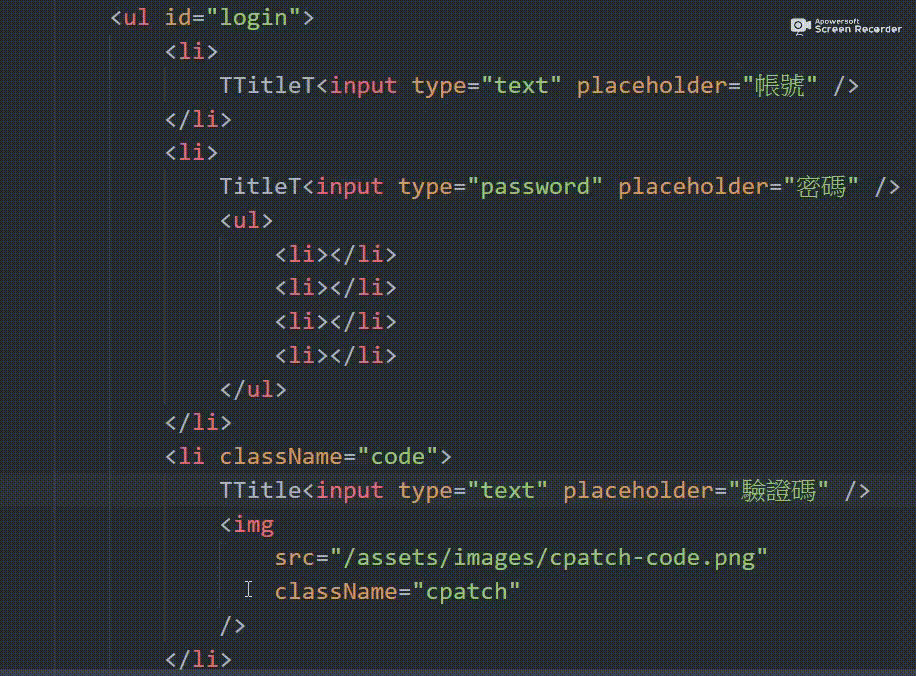 <ul id="login">
Apowersoft
Screen Recorder
<li>
TTitleT<input type="text" placeholder="帳號" />
</li>
<li>
TitleT<input type="password" placeholder="密碼" />
<ul>
<li></li>
<li></li>
<li></li>
<li></li>
</ul>
</li>
<li className="code">
TTitle<input type="text" placeholder="驗證碼" />
<img
src="/assets/images/cpatch-code.png"
className="cpatch"
/>
</li>